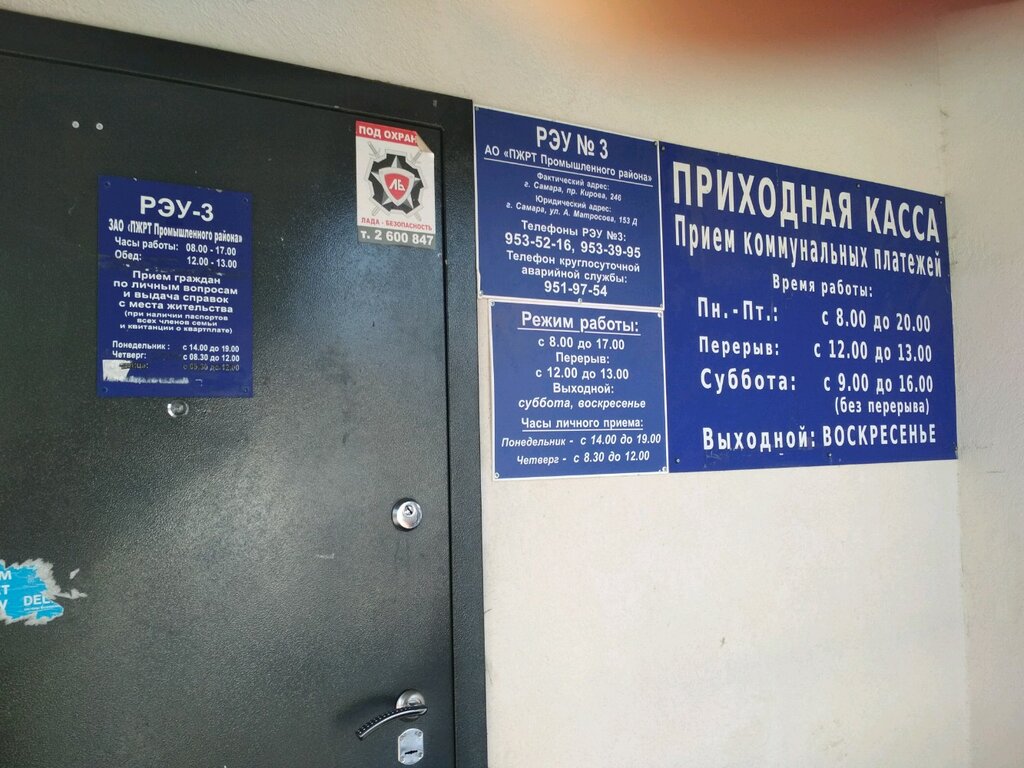 РЭУ-3
ЗАО «ПЖРТ Промышленного района»
Часы работы: 08.00 - 17.00
Обед: 12.00 - 13.00
Прием граждан
по личным вопросам
и выдача справок
с места жительства
(при наличии паспортов
всех членов семьи
и квитанции о квартплате)
Понедельник: с 14.00 до 19.00
Четверг: с 08.30 до 12.00
ПОД ОХРАН
ЛБ
ЛАДА - БЕЗОПАСНОСТЬ
т. 2 600 847
DEL
РЭУ № 3
АО «ПЖРТ Промышленного района»
Фактический адрес:
г. Самара, пр. Кирова, 246
Юридический адрес:
г. Самара, ул. А. Матросова, 153 Д
Телефоны РЭУ №3:
953-52-16, 953-39-95
Телефон круглосуточной
аварийной службы:
951-97-54
Режим работы:
с 8.00 до 17.00
Перерыв:
с 12.00 до 13.00
Выходной:
суббота, воскресенье
Часы личного приема:
Понедельник - с 14.00 до 19.00
Четверг - с 8.30 до 12.00
ПРИХОДНАЯ КАССА
Прием коммунальных платежей
Время работы:
Пн.-Пт.: с 8.00 до 20.00
Перерыв: с 12.00 до 13.00
Суббота: с 9.00 до 16.00
(без перерыва)
Выходной: ВОСКРЕСЕНЬЕ